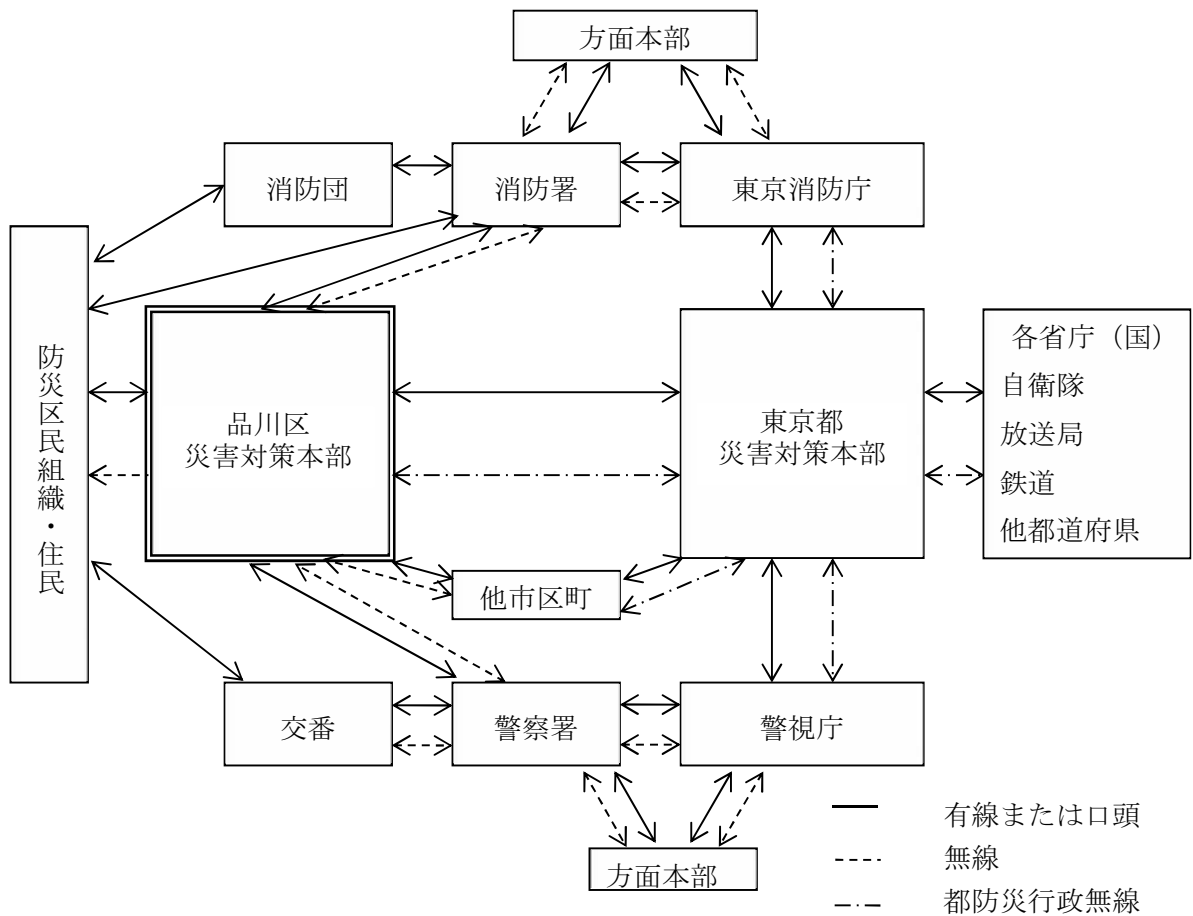 方面本部
消防団
消防署
東京消防庁
防災区民組織・住民
品川区
災害対策本部
東京都
災害対策本部
各省庁（国）
自衛隊
放送局
鉄道
他都道府県
他市区町
交番
警察署
警視庁
方面本部
有線または口頭
無線
都防災行政無線